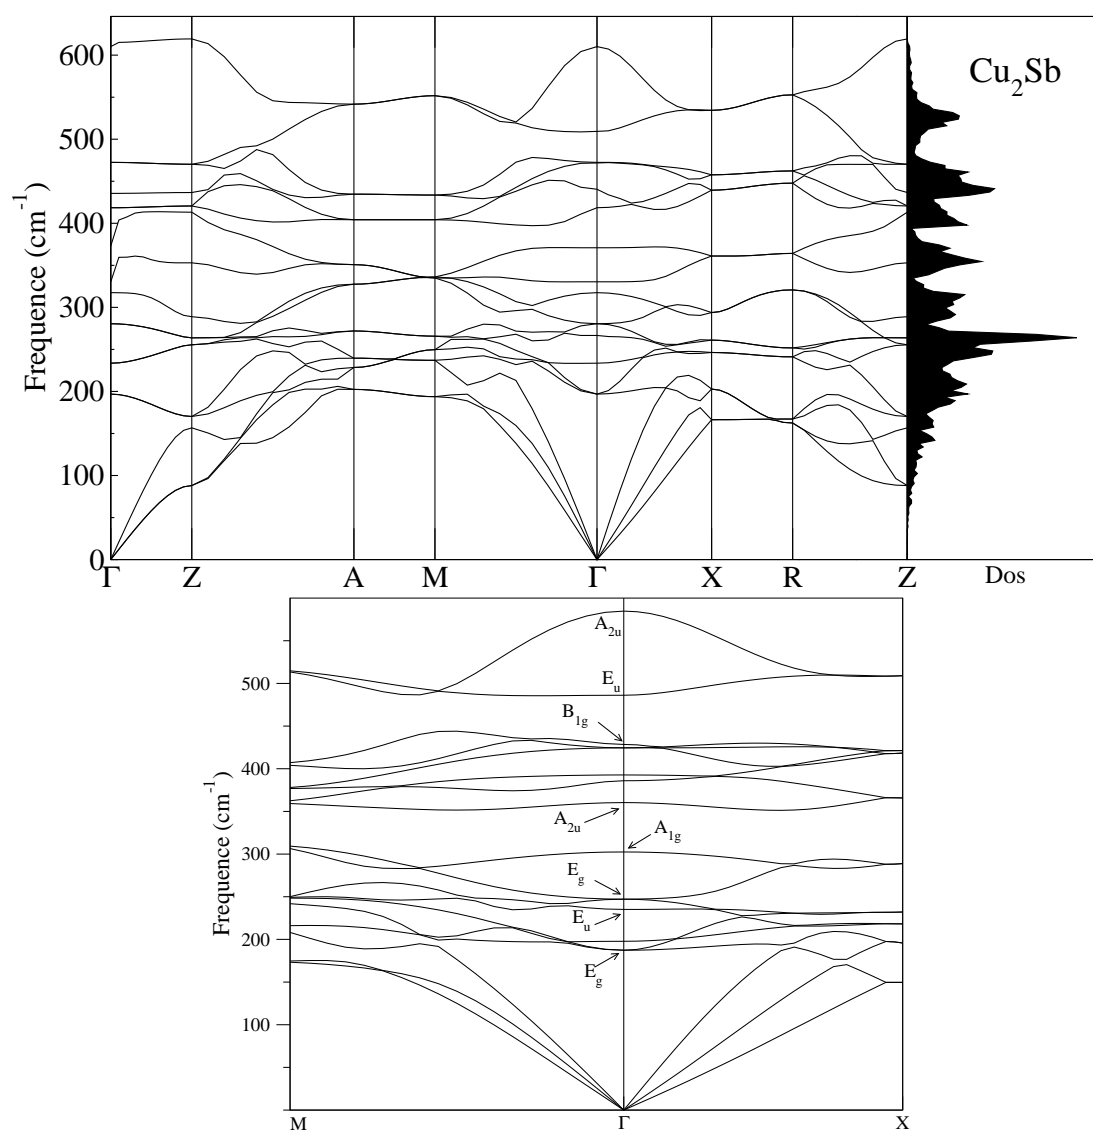 600
Cu2Sb
500
400
300
200
100
0
Frequence (cm-1)
Γ Z A M Γ X R Z Dos
A2u
Eu
B1g
A2u
A1g
Eg
Eu
Eg
500
400
300
200
100
Frequence (cm-1)
M Γ X